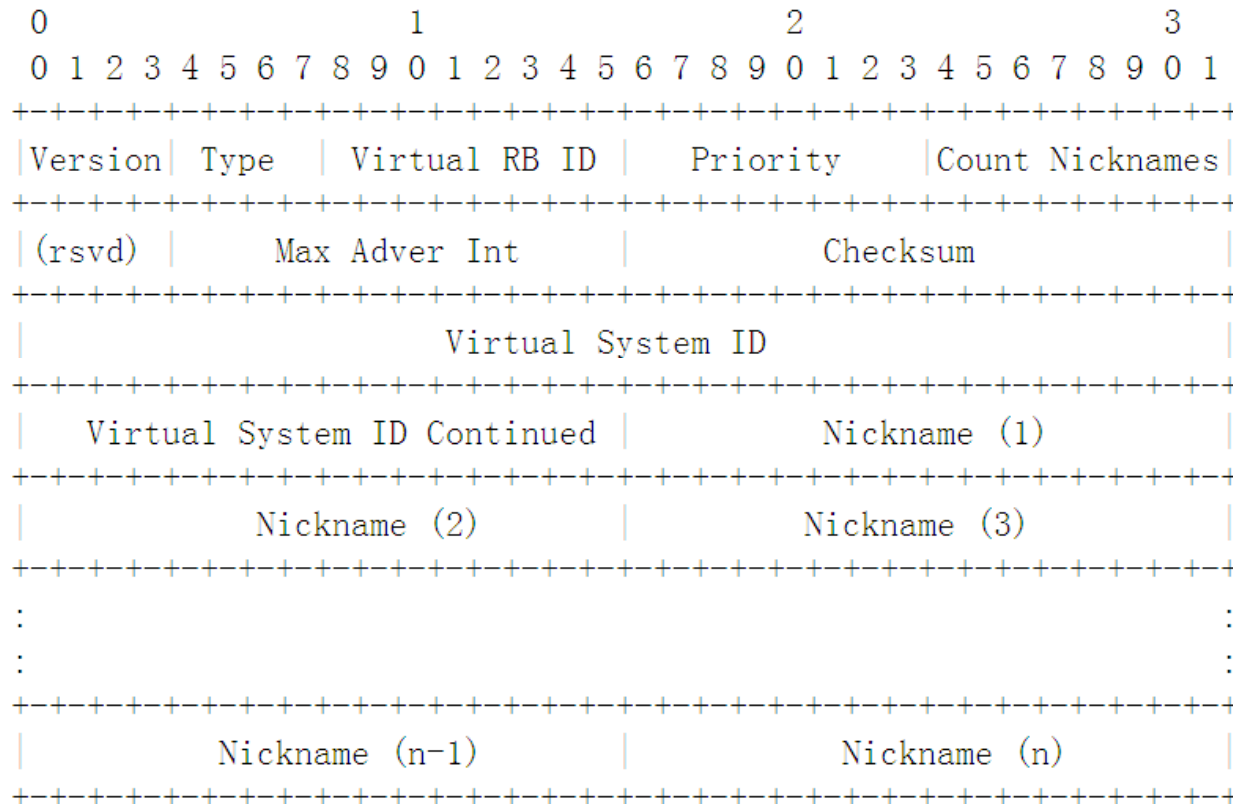 0 1 2 3
0 1 2 3 4 5 6 7 8 9 0 1 2 3 4 5 6 7 8 9 0 1 2 3 4 5 6 7 8 9 0 1
+-+-+-+-+-+-+-+-+-+-+-+-+-+-+-+-+-+-+-+-+-+-+-+-+-+-+-+-+-+-+-+-+
|Version| Type | Virtual RB ID | Priority |Count Nicknames|
+-+-+-+-+-+-+-+-+-+-+-+-+-+-+-+-+-+-+-+-+-+-+-+-+-+-+-+-+-+-+-+-+
|(rsvd) | Max Adver Int | Checksum |
+-+-+-+-+-+-+-+-+-+-+-+-+-+-+-+-+-+-+-+-+-+-+-+-+-+-+-+-+-+-+-+-+
| Virtual System ID |
+-+-+-+-+-+-+-+-+-+-+-+-+-+-+-+-+-+-+-+-+-+-+-+-+-+-+-+-+-+-+-+-+
| Virtual System ID Continued | Nickname (1) |
+-+-+-+-+-+-+-+-+-+-+-+-+-+-+-+-+-+-+-+-+-+-+-+-+-+-+-+-+-+-+-+-+
| Nickname (2) | Nickname (3) |
+-+-+-+-+-+-+-+-+-+-+-+-+-+-+-+-+-+-+-+-+-+-+-+-+-+-+-+-+-+-+-+-+
: :
: :
+-+-+-+-+-+-+-+-+-+-+-+-+-+-+-+-+-+-+-+-+-+-+-+-+-+-+-+-+-+-+-+-+
| Nickname (n-1) | Nickname (n) |
+-+-+-+-+-+-+-+-+-+-+-+-+-+-+-+-+-+-+-+-+-+-+-+-+-+-+-+-+-+-+-+-+